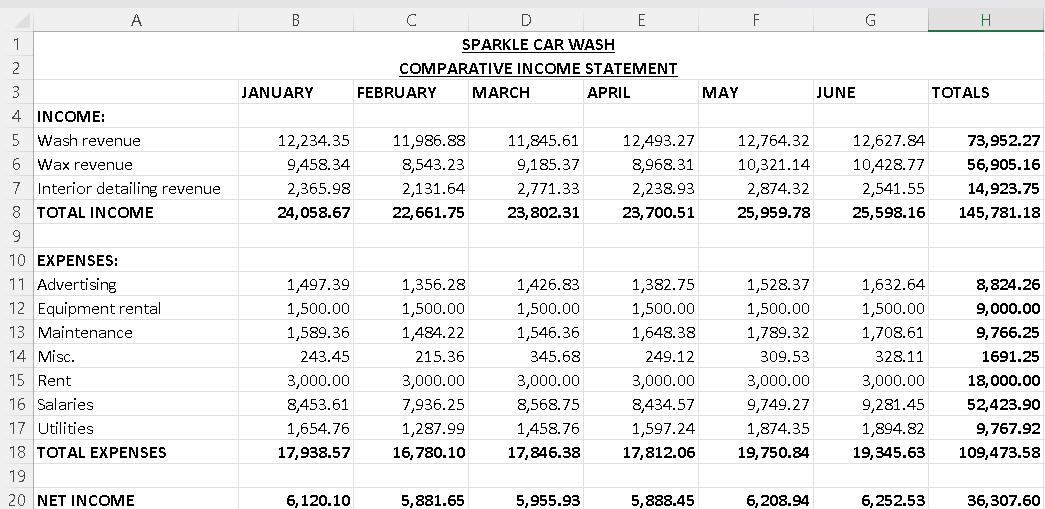 A B C D E F G H
1 SPARKLE CAR WASH
2 COMPARATIVE INCOME STATEMENT
3 JANUARY FEBRUARY MARCH APRIL MAY JUNE TOTALS
4 INCOME:
5 Wash revenue 12,234.35 11,986.88 11,845.61 12,493.27 12,764.32 12,627.84 73,952.27
6 Wax revenue 9,458.34 8,543.23 9,185.37 8,968.31 10,321.14 10,428.77 56,905.16
7 Interior detailing revenue 2,365.98 2,131.64 2,771.33 2,238.93 2,874.32 2,541.55 14,923.75
8 TOTAL INCOME 24,058.67 22,661.75 23,802.31 23,700.51 25,959.78 25,598.16 145,781.18
9
10 EXPENSES:
11 Advertising 1,497.39 1,356.28 1,426.83 1,382.75 1,528.37 1,632.64 8,824.26
12 Equipment rental 1,500.00 1,500.00 1,500.00 1,500.00 1,500.00 1,500.00 9,000.00
13 Maintenance 1,589.36 1,484.22 1,546.36 1,648.38 1,789.32 1,708.61 9,766.25
14 Misc. 243.45 215.36 345.68 249.12 309.53 328.11 1691.25
15 Rent 3,000.00 3,000.00 3,000.00 3,000.00 3,000.00 3,000.00 18,000.00
16 Salaries 8,453.61 7,936.25 8,568.75 8,434.57 9,749.27 9,281.45 52,423.90
17 Utilities 1,654.76 1,287.99 1,458.76 1,597.24 1,874.35 1,894.82 9,767.92
18 TOTAL EXPENSES 17,938.57 16,780.10 17,846.38 17,812.06 19,750.84 19,345.63 109,473.58
19
20 NET INCOME 6,120.10 5,881.65 5,955.93 5,888.45 6,208.94 6,252.53 36,307.60